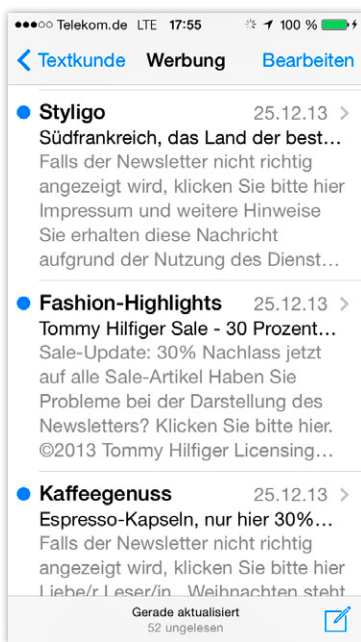 Telekom.de LTE 17:55 100 %
Textkunde Werbung Bearbeiten
Styligo 25.12.13
Südfrankreich, das Land der best...
Falls der Newsletter nicht richtig
angezeigt wird, klicken Sie bitte hier
Impressum und weitere Hinweise
Sie erhalten diese Nachricht
aufgrund der Nutzung des Dienst...
Fashion-Highlights 25.12.13
Tommy Hilfiger Sale - 30 Prozent...
Sale-Update: 30% Nachlass jetzt
auf alle Sale-Artikel Haben Sie
Probleme bei der Darstellung des
Newsletters? Klicken Sie bitte hier.
©2013 Tommy Hilfiger Licensing...
Kaffeegenuss 25.12.13
Espresso-Kapseln, nur hier 30%...
Falls der Newsletter nicht richtig
angezeigt wird, klicken Sie bitte hier
Liebe/r Leser/in, Weihnachten steht
Gerade aktualisiert
52 ungelesen